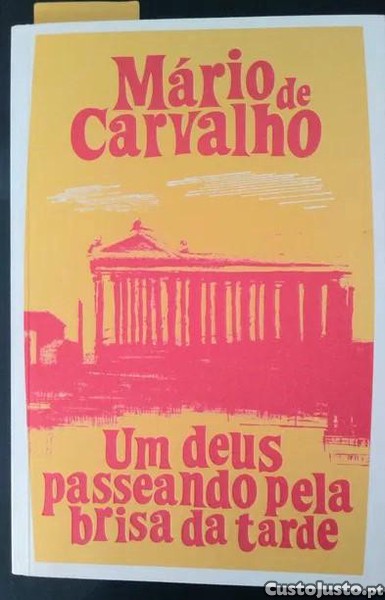 Mário de
Carvalho
Um deus
passeando pela
brisa da tarde
CustoJusto.pt